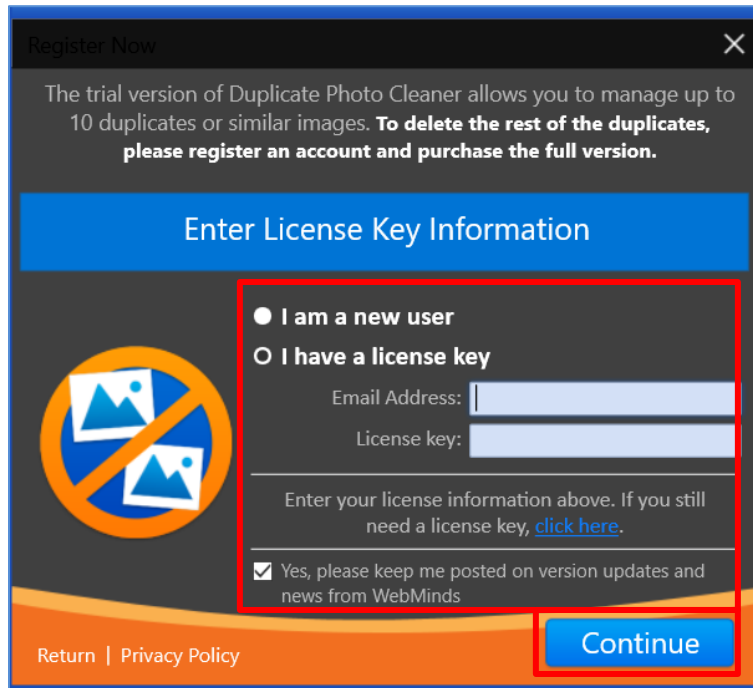 Register Now
The trial version of Duplicate Photo Cleaner allows you to manage up to
10 duplicates or similar images. To delete the rest of the duplicates,
please register an account and purchase the full version.
Enter License Key Information
I am a new user
I have a license key
Email Address:
License key:
Enter your license information above. If you still
need a license key, click here.
Yes, please keep me posted on version updates and
news from WebMinds
Return | Privacy Policy
Continue